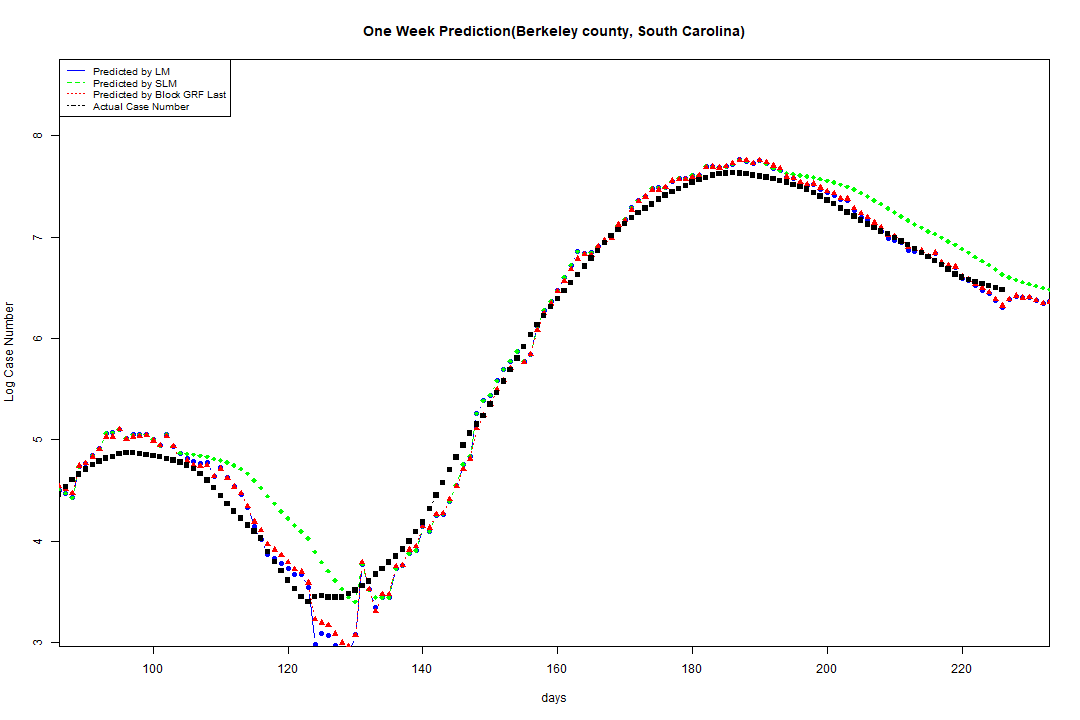 One Week Prediction(Berkeley county, South Carolina)
Predicted by LM
Predicted by SLM
Predicted by Block GRF Last
Actual Case Number
Log Case Number
8
7
6
5
4
3
100 120 140 160 180 200 220
days